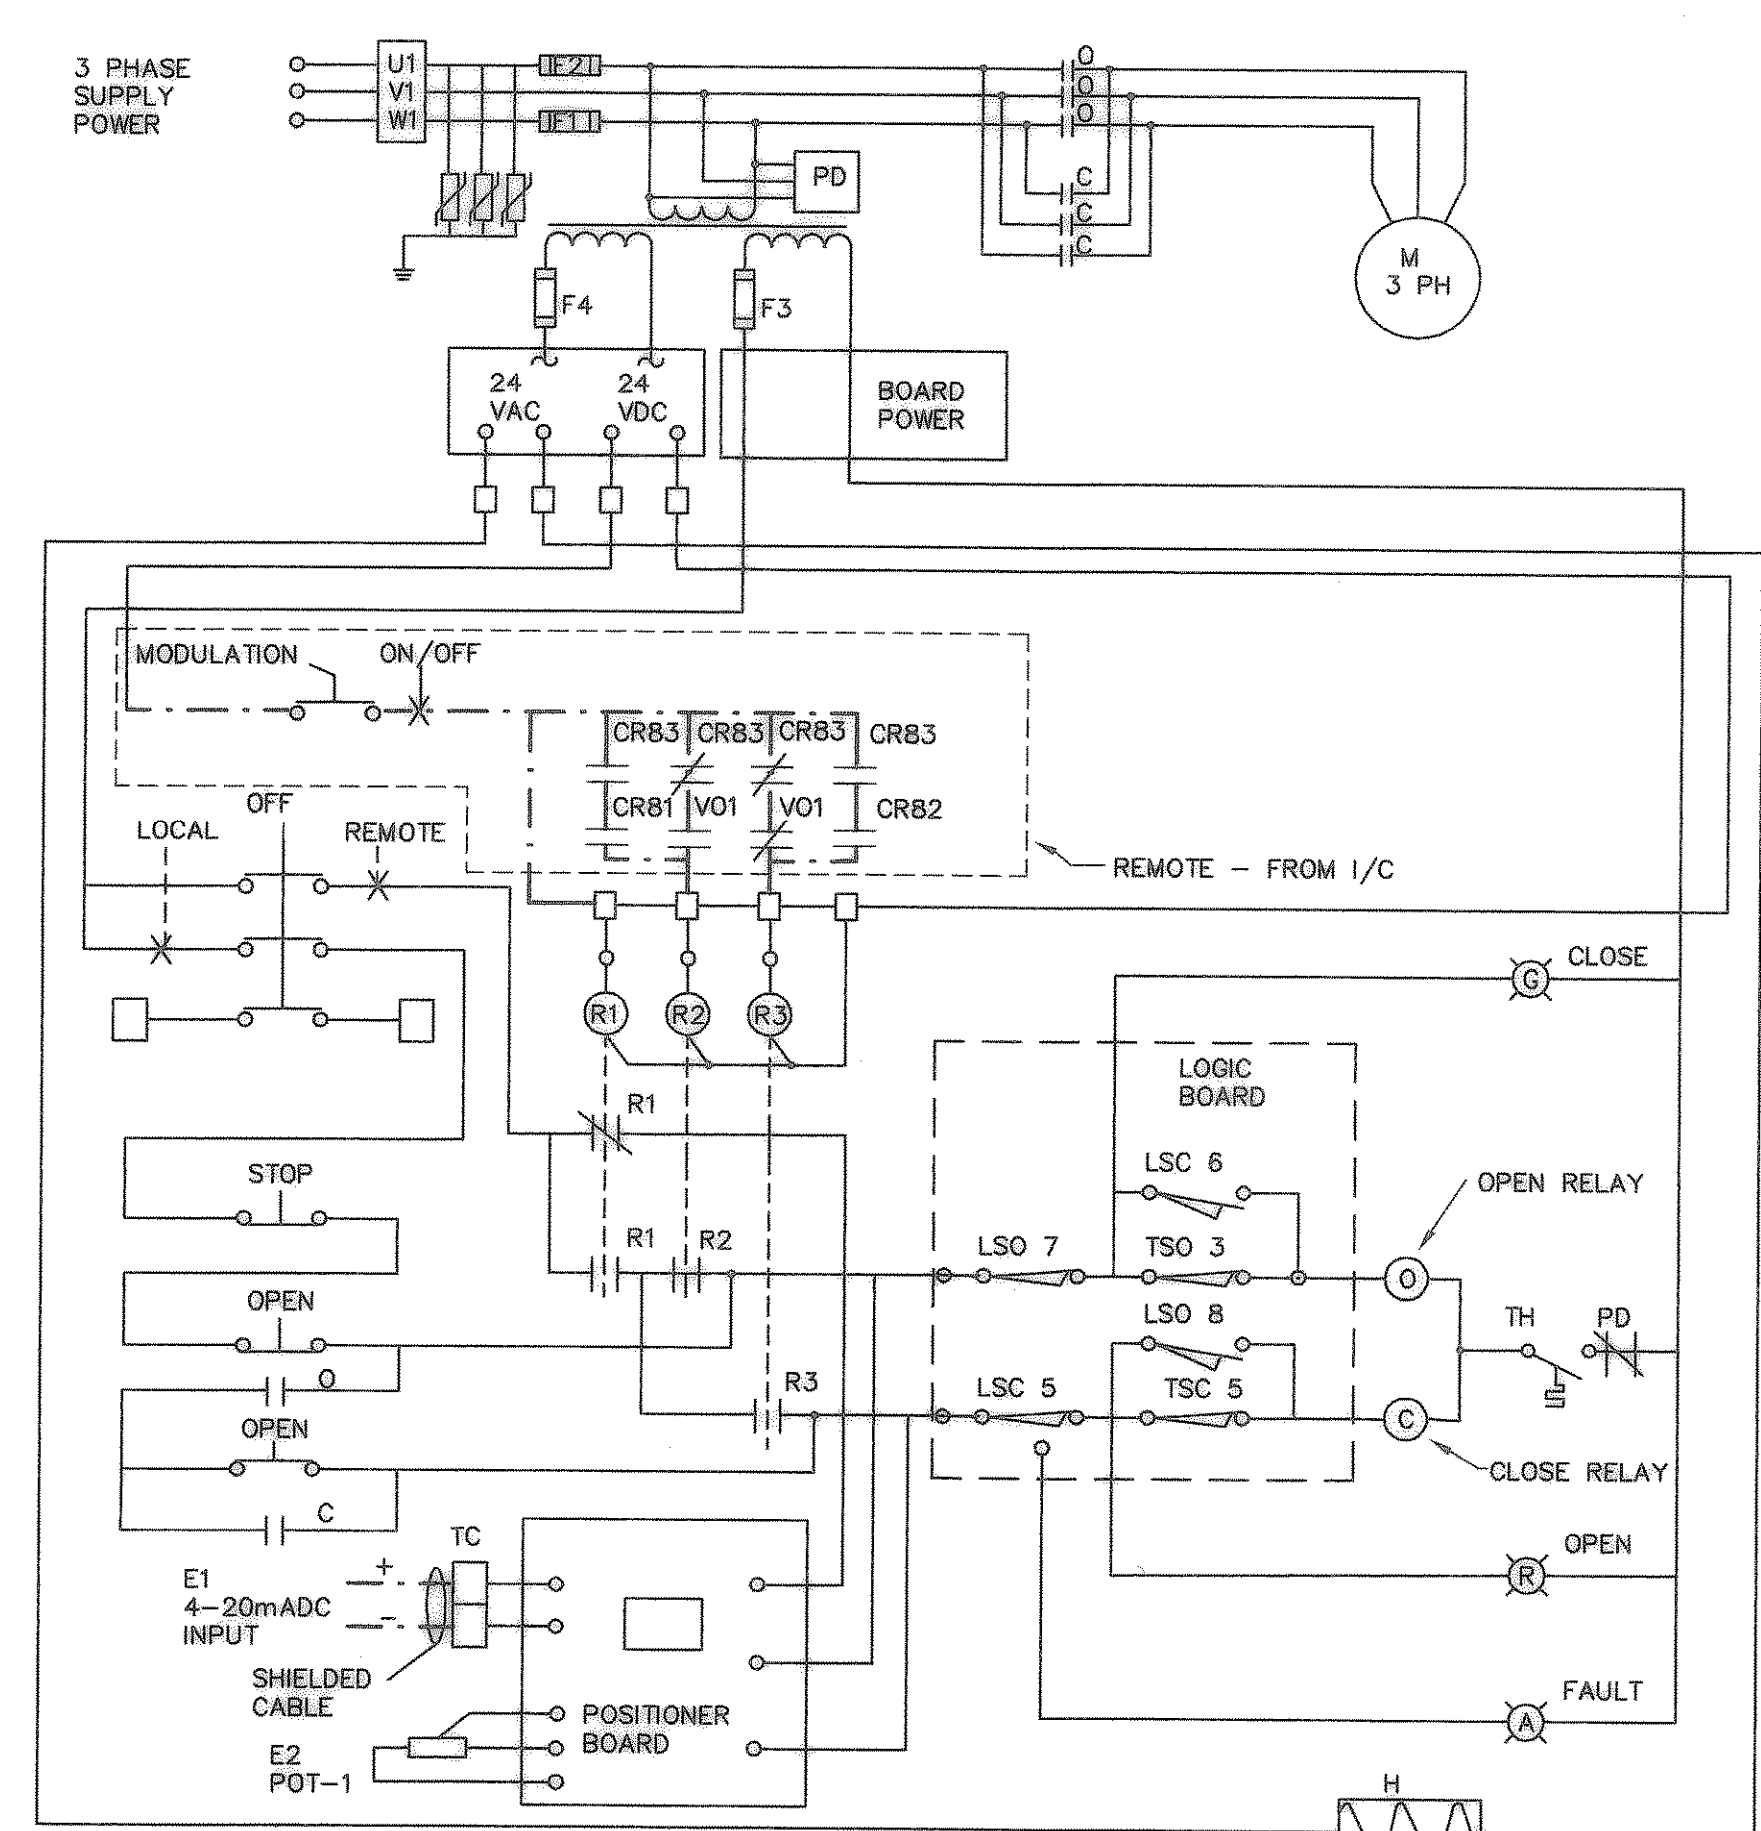 3 PHASE
SUPPLY
POWER
U1
V1
W1
F2
F1
O
O
O
C
C
C
PD
M
3 PH
F4
F3
24
VAC
24
VDC
BOARD
POWER
MODULATION
ON/OFF
CR83
CR83
CR83
CR83
CR81
VO1
VO1
CR82
OFF
LOCAL
REMOTE
REMOTE - FROM I/C
R1
R2
R3
G
CLOSE
LOGIC
BOARD
R1
LSC 6
OPEN RELAY
STOP
R1
R2
LSO 7
TSO 3
O
OPEN
LSO 8
TH
PD
O
R3
LSC 5
TSC 5
C
OPEN
CLOSE RELAY
C
TC
OPEN
R
E1
4-20mADC
INPUT
+
-
SHIELDED
CABLE
FAULT
A
POSITIONER
BOARD
E2
POT-1
H